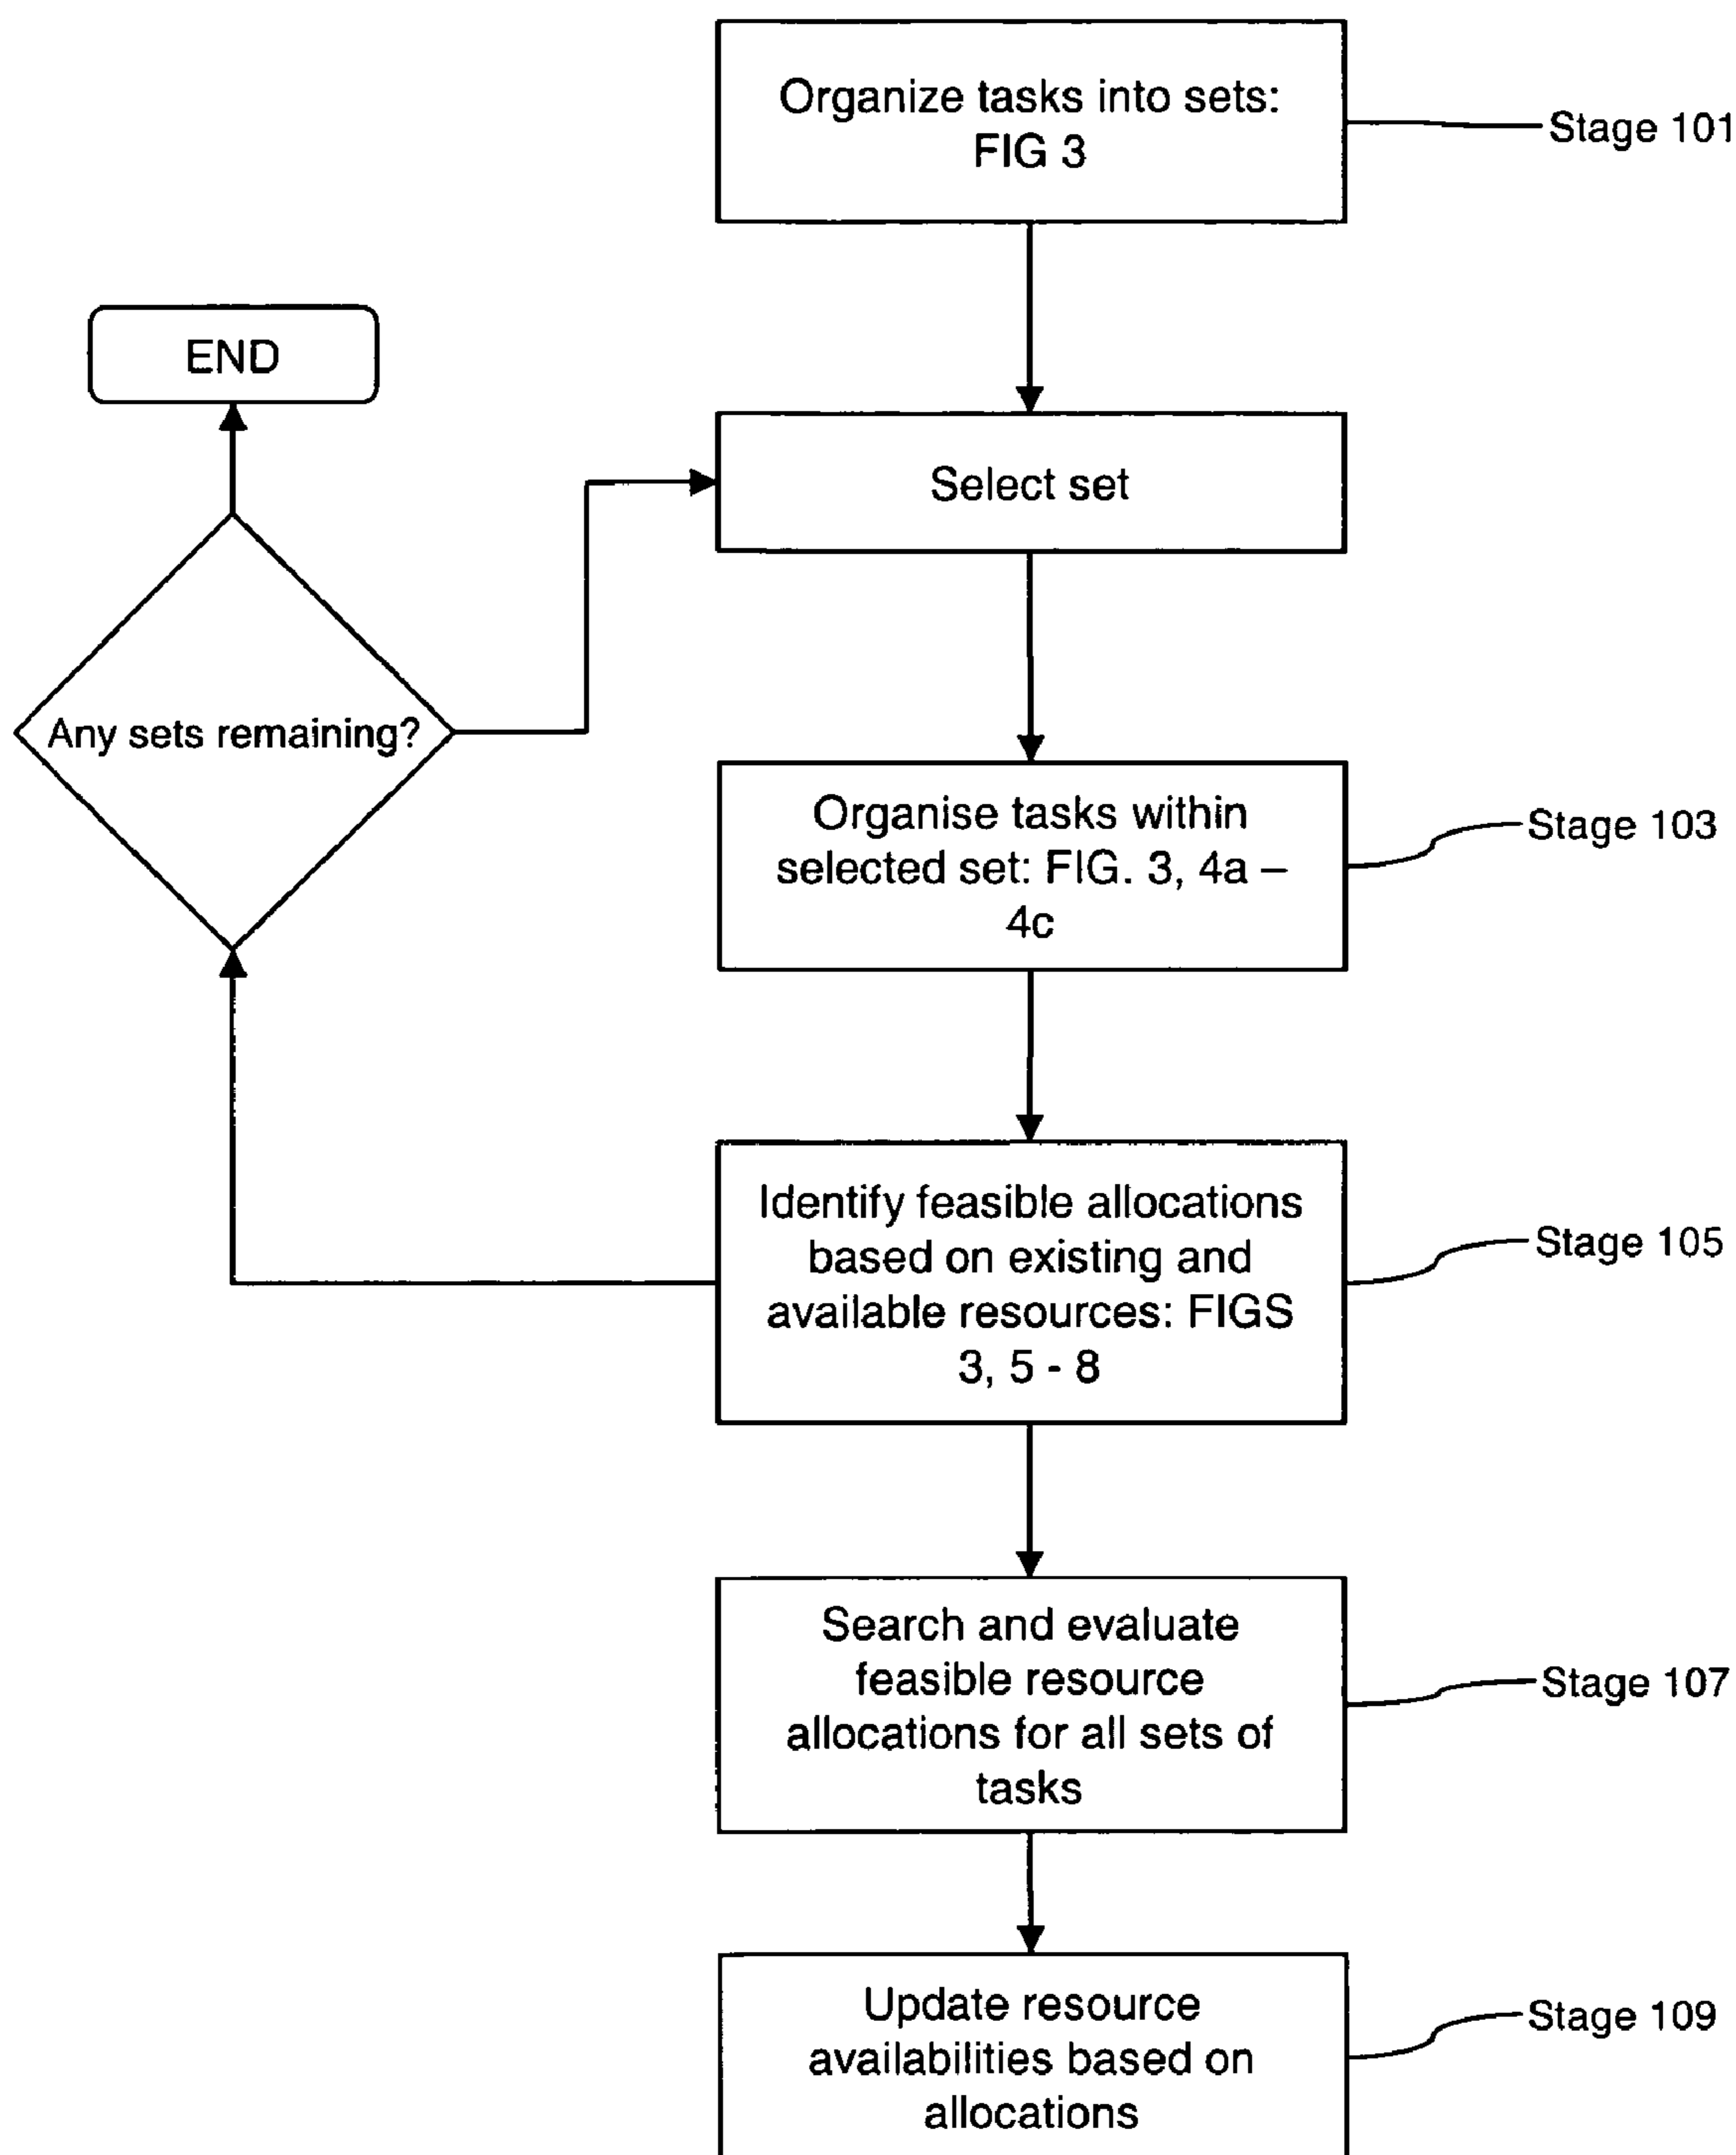 Organize tasks into sets:
FIG 3
Stage 101
END
Select set
Any sets remaining?
Organise tasks within
selected set: FIG. 3, 4a –
4c
Stage 103
Identify feasible allocations
based on existing and
available resources: FIGS
3, 5 - 8
Stage 105
Search and evaluate
feasible resource
allocations for all sets of
tasks
Stage 107
Update resource
availabilities based on
allocations
Stage 109